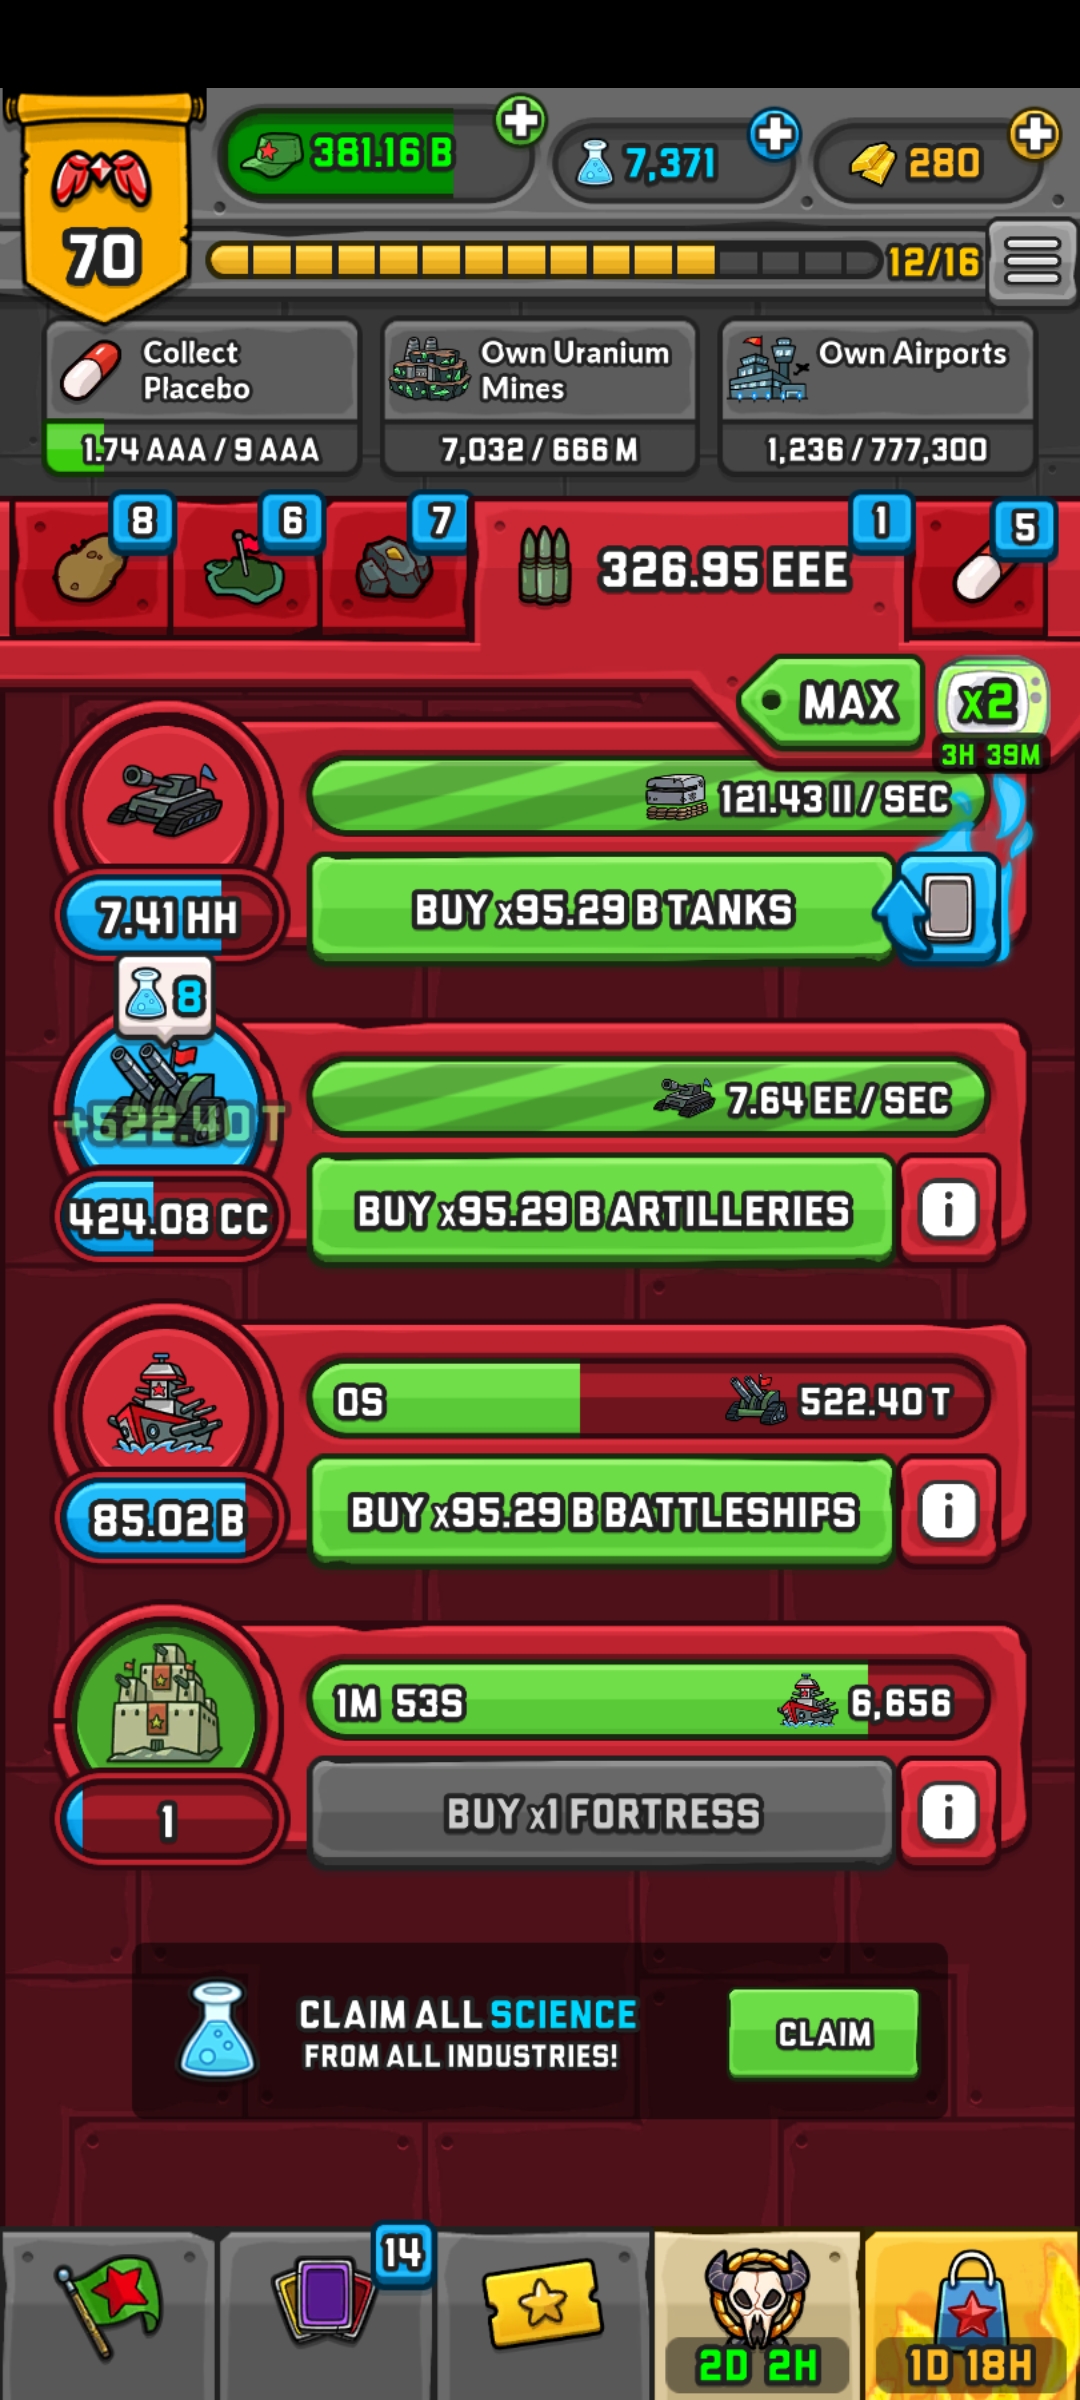 381.16 B
7,371
280
70
12/16
Collect
Placebo
1.74 AAA / 9 AAA
Own Uranium
Mines
7,032 / 666 M
Own Airports
1,236 / 777,300
8
6
7
326.95 EEE
1
5
MAX
x2
3H 39M
121.43 II / SEC
BUY x95.29 B TANKS
7.41 HH
8
+522.40 T
7.64 EE / SEC
BUY x95.29 B ARTILLERIES
i
424.08 CC
0S
522.40 T
BUY x95.29 B BATTLESHIPS
i
85.02 B
1M 53S
6,656
BUY x1 FORTRESS
i
1
CLAIM ALL SCIENCE
FROM ALL INDUSTRIES!
CLAIM
14
2D 2H
1D 18H